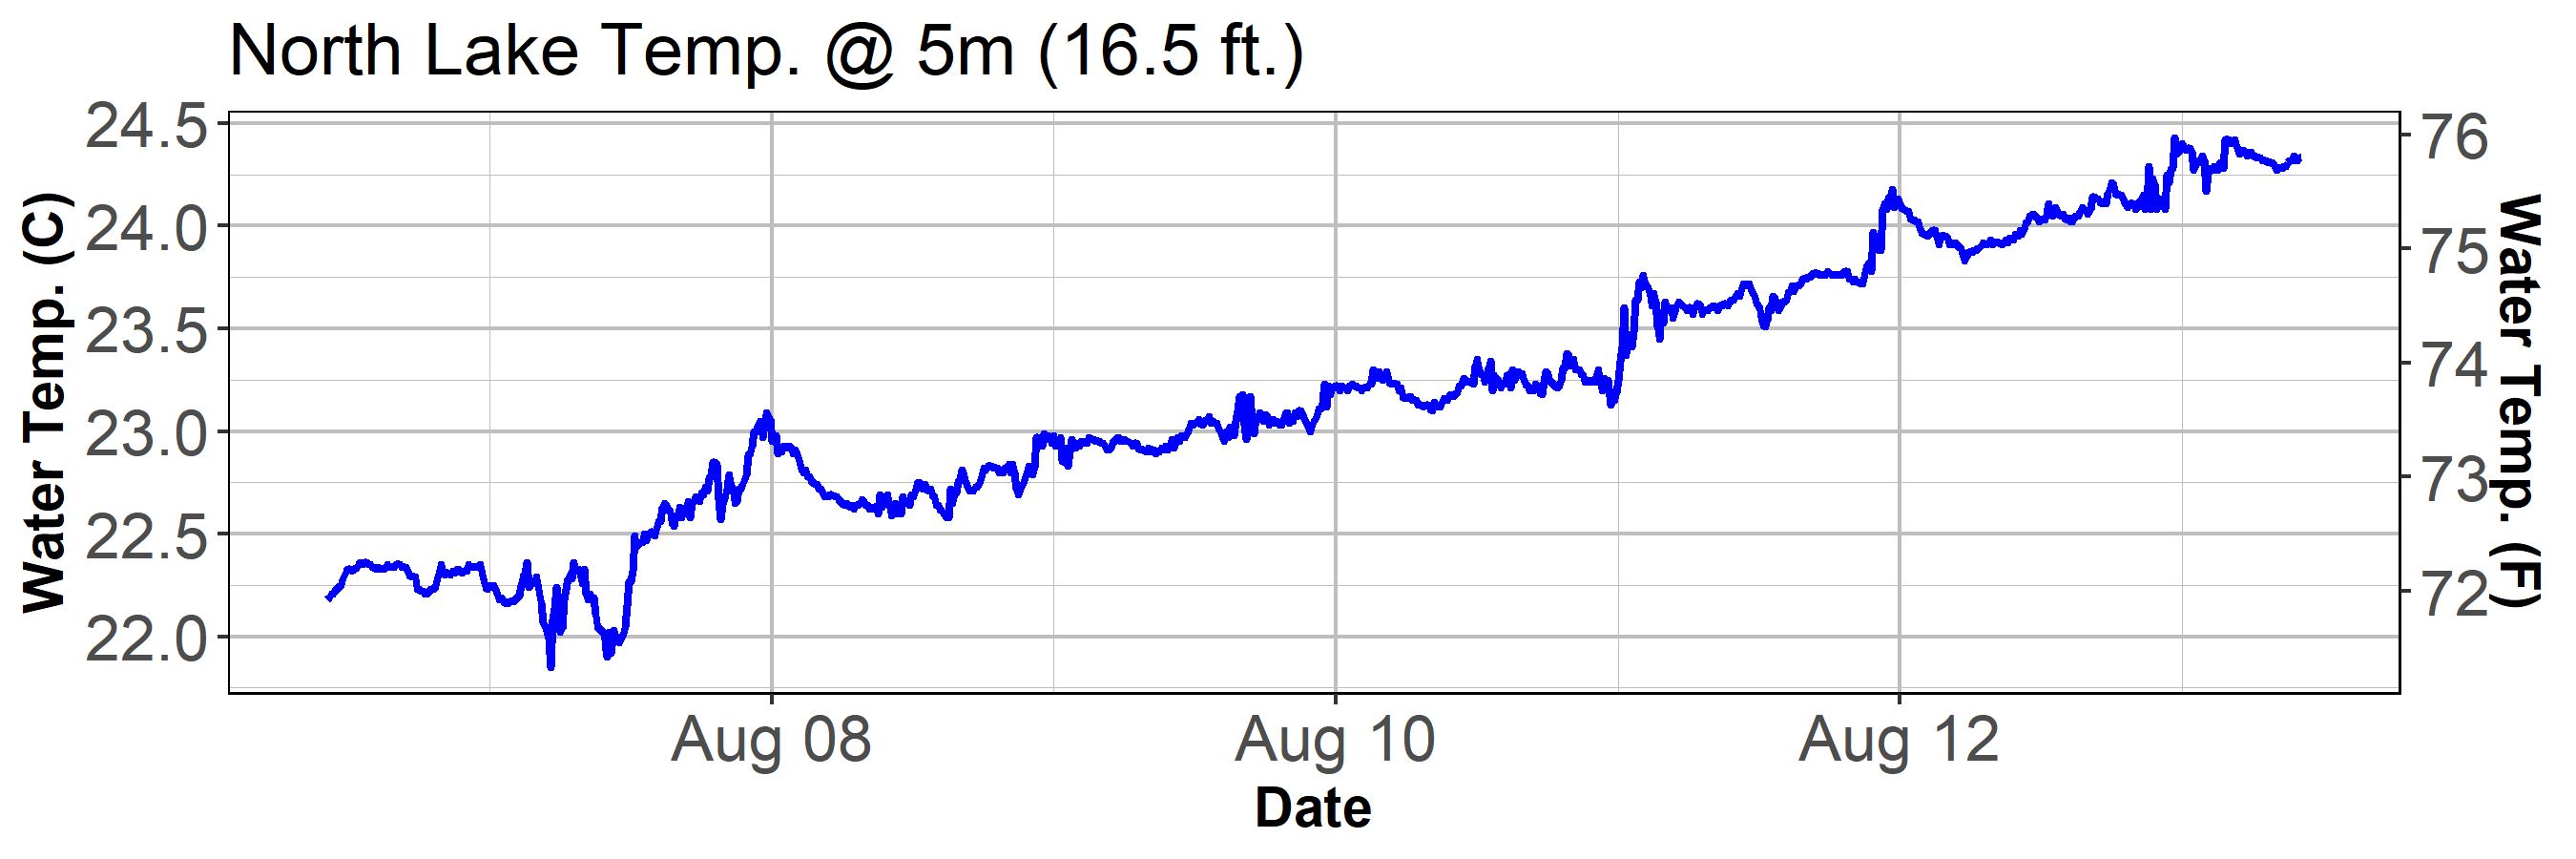 North Lake Temp. @ 5m (16.5 ft.)
Water Temp. (C)
24.5
24.0
23.5
23.0
22.5
22.0
76
75
74
73
72
Water Temp. (F)
Aug 08
Aug 10
Aug 12
Date